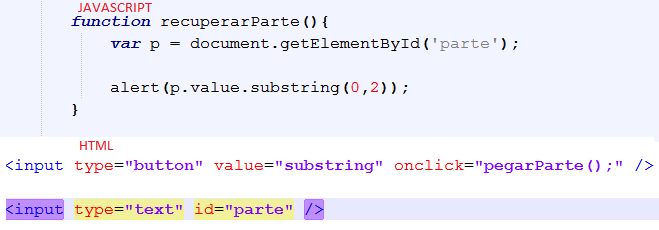 JAVASCRIPT
function recuperarParte(){
var p = document.getElementById('parte');
alert(p.value.substring(0,2));
}
HTML
<input type="button" value="substring" onclick="pegarParte();" />
<input type="text" id="parte" />